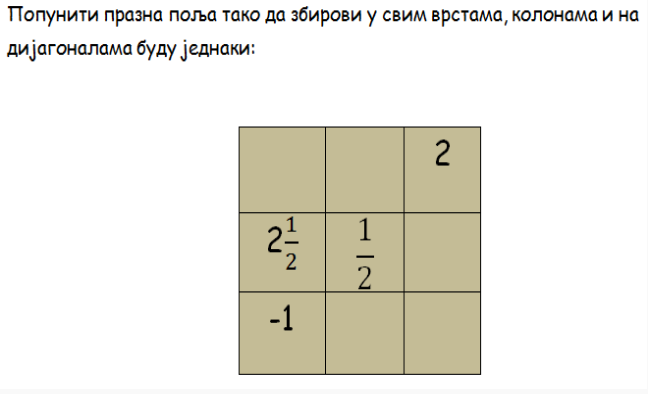 Попунити празна поља тако да збирови у свим врстама, колонама и на
дијагоналама буду једнаки:
2
2 1/2 1/2
-1